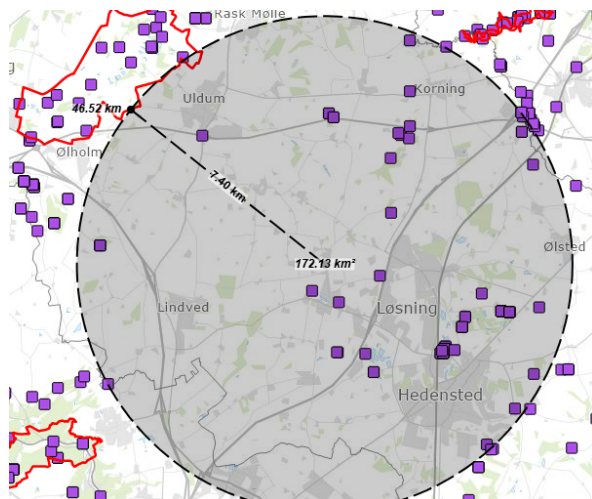 Rask Mølle
Korning
Uldum
46.52 km
Ølholm
7.40 km
Ølsted
172.13 km²
Lindved
Løsning
Hedensted